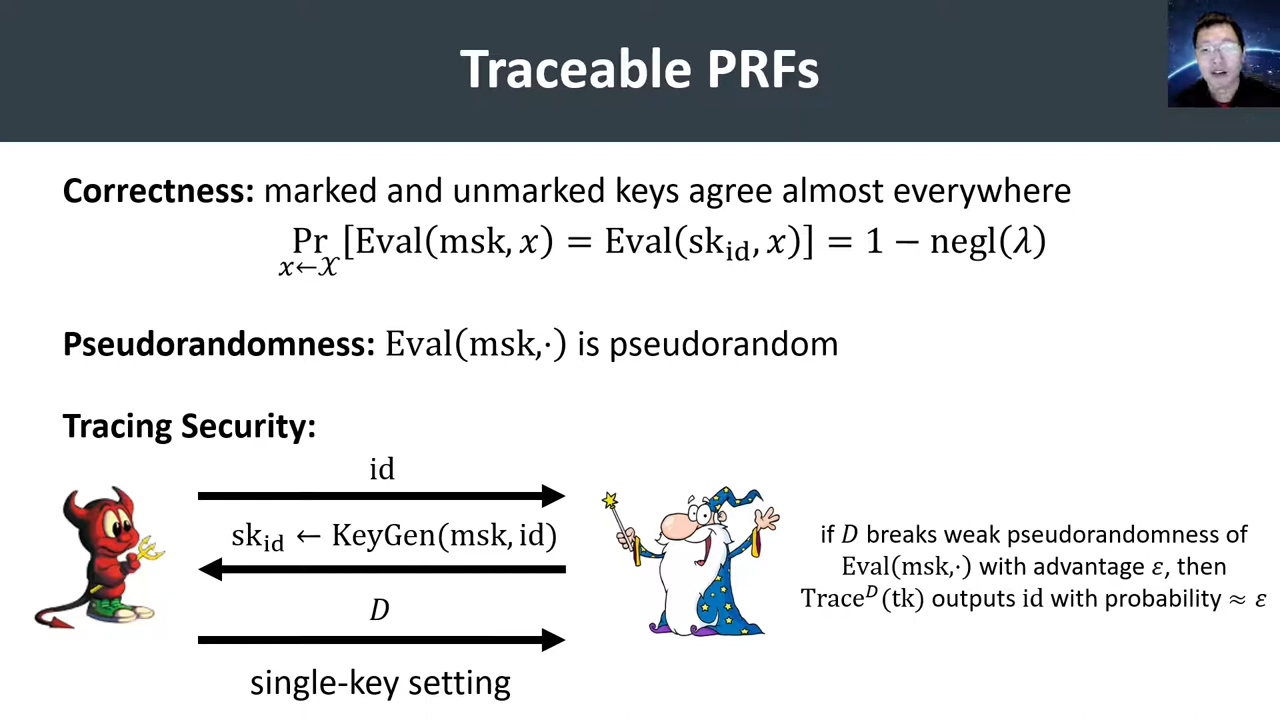 Traceable PRFs
Correctness: marked and unmarked keys agree almost everywhere
Pr [Eval(msk, x) = Eval(sk_id, x)] = 1 − negl(λ)
x←𝒳
Pseudorandomness: Eval(msk,·) is pseudorandom
Tracing Security:
id
sk_id ← KeyGen(msk, id)
D
single-key setting
if D breaks weak pseudorandomness of
Eval(msk,·) with advantage ε, then
Trace^D(tk) outputs id with probability ≈ ε